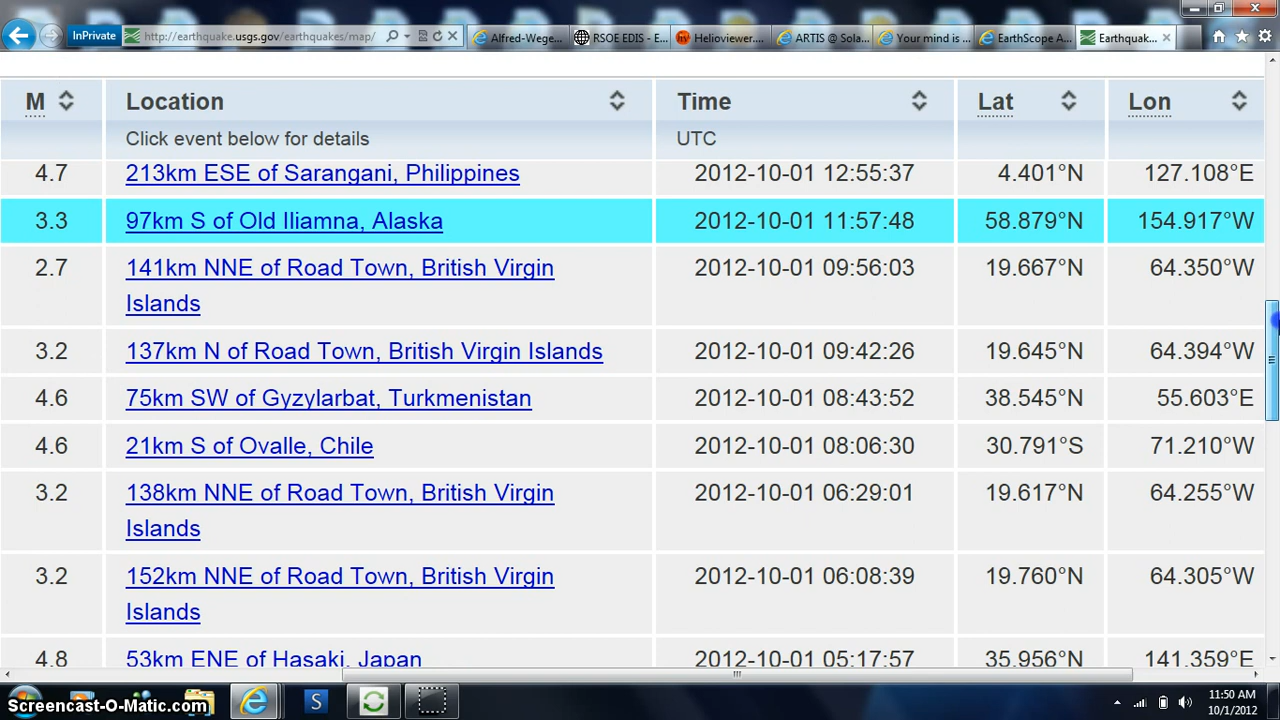 InPrivate
http://earthquake.usgs.gov/earthquakes/map/
Alfred-Wege...
RSOE EDIS - E...
Helioviewer....
ARTIS @ Sola...
Your mind is ...
EarthScope A...
Earthquak...
M Location Time Lat Lon
Click event below for details UTC
4.7 213km ESE of Sarangani, Philippines 2012-10-01 12:55:37 4.401°N 127.108°E
3.3 97km S of Old Iliamna, Alaska 2012-10-01 11:57:48 58.879°N 154.917°W
2.7 141km NNE of Road Town, British Virgin 2012-10-01 09:56:03 19.667°N 64.350°W
Islands
3.2 137km N of Road Town, British Virgin Islands 2012-10-01 09:42:26 19.645°N 64.394°W
4.6 75km SW of Gyzylarbat, Turkmenistan 2012-10-01 08:43:52 38.545°N 55.603°E
4.6 21km S of Ovalle, Chile 2012-10-01 08:06:30 30.791°S 71.210°W
3.2 138km NNE of Road Town, British Virgin 2012-10-01 06:29:01 19.617°N 64.255°W
Islands
3.2 152km NNE of Road Town, British Virgin 2012-10-01 06:08:39 19.760°N 64.305°W
Islands
4.8 53km ENE of Hasaki, Japan 2012-10-01 05:17:57 35.956°N 141.359°E
S
hv
11:50 AM
10/1/2012
Screencast-O-Matic.com